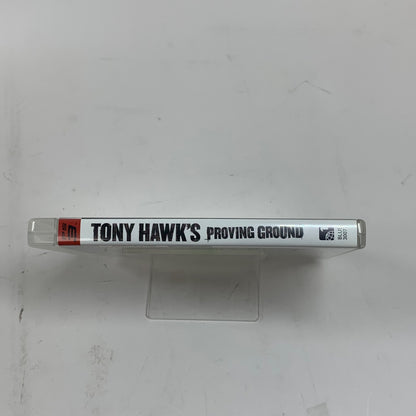 TONY HAWK'S PROVING GROUND